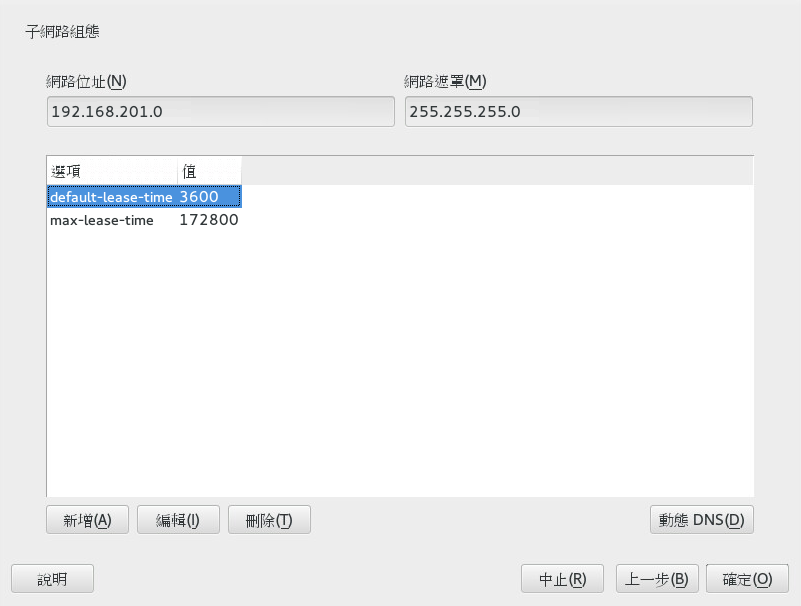 子網路組態
網路位址(N) 網路遮罩(M)
192.168.201.0 255.255.255.0
選項 值
default-lease-time 3600
max-lease-time 172800
新增(A) 編輯(I) 刪除(T) 動態 DNS(D)
說明 中止(R) 上一步(B) 確定(O)